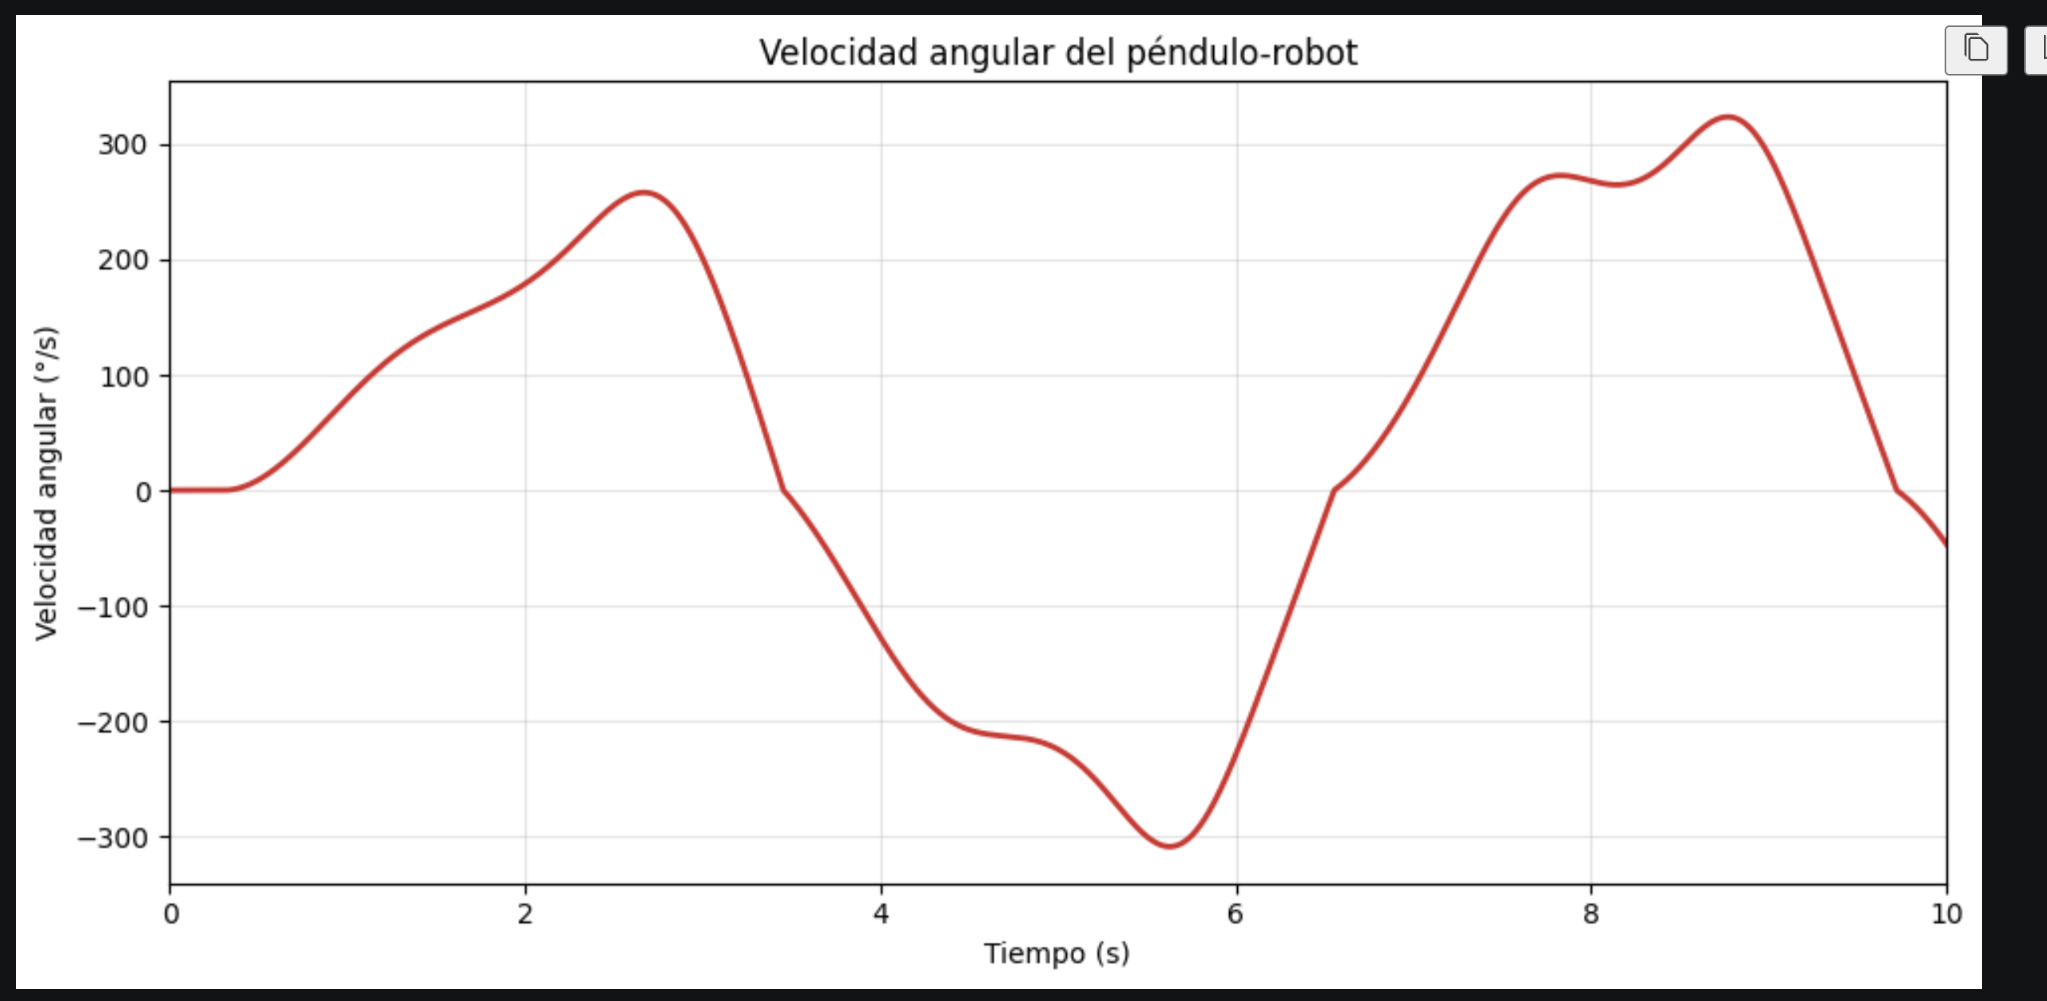 Velocidad angular del péndulo-robot
Velocidad angular (°/s)
300
200
100
0
−100
−200
−300
0 2 4 6 8 10
Tiempo (s)